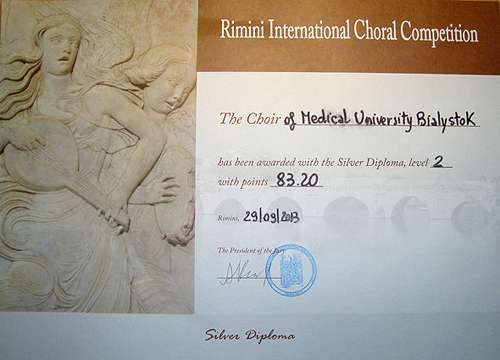 Rimini International Choral Competition
The Choir of Medical University Bialystok
has been awarded with the Silver Diploma, level 2
with points 83.20
Rimini, 29/09/2013
The President of the Jury
Silver Diploma